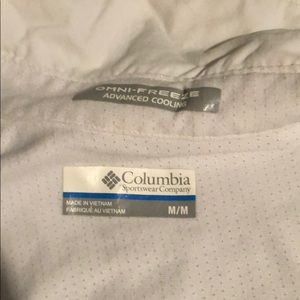 OMNI-FREEZE
ADVANCED COOLING
Columbia
Sportswear Company
MADE IN VIETNAM
FABRIQUÉ AU VIETNAM
M/M